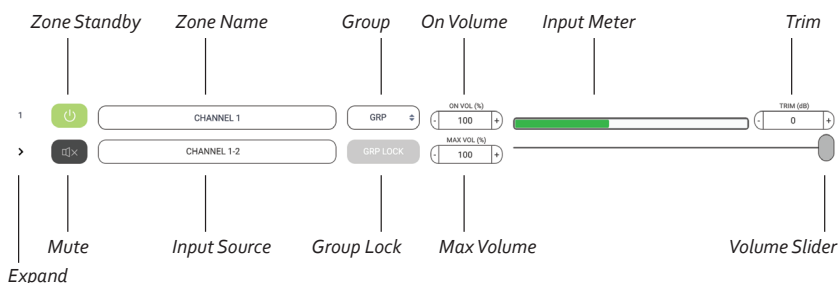 Zone Standby Zone Name Group On Volume Input Meter Trim
ON VOL (%) TRIM (dB)
1 CHANNEL 1 GRP - 100 + - 0 +
MAX VOL (%)
CHANNEL 1-2 GRP LOCK - 100 +
Mute Input Source Group Lock Max Volume Volume Slider
Expand